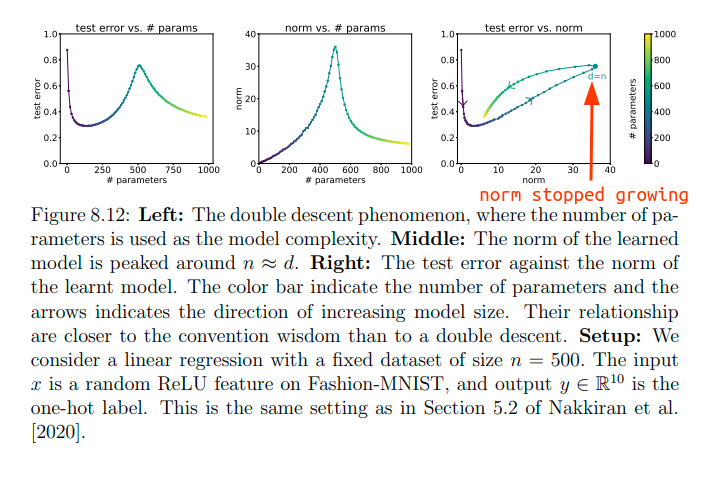 test error vs. # params
norm vs. # params
test error vs. norm
1.0
0.8
0.6
0.4
0.2
0.0
test error
0
250
500
750
1000
# parameters
40
30
20
10
0
norm
0
200
400
600
800
1000
# parameters
1.0
0.8
0.6
0.4
0.2
0.0
test error
d=n
0
10
20
30
40
norm
1000
800
600
400
200
0
# parameters
norm stopped growing
Figure 8.12: Left: The double descent phenomenon, where the number of pa-
rameters is used as the model complexity. Middle: The norm of the learned
model is peaked around n ≈ d. Right: The test error against the norm of
the learnt model. The color bar indicate the number of parameters and the
arrows indicates the direction of increasing model size. Their relationship
are closer to the convention wisdom than to a double descent. Setup: We
consider a linear regression with a fixed dataset of size n = 500. The input
x is a random ReLU feature on Fashion-MNIST, and output y ∈ ℝ¹⁰ is the
one-hot label. This is the same setting as in Section 5.2 of Nakkiran et al.
[2020].